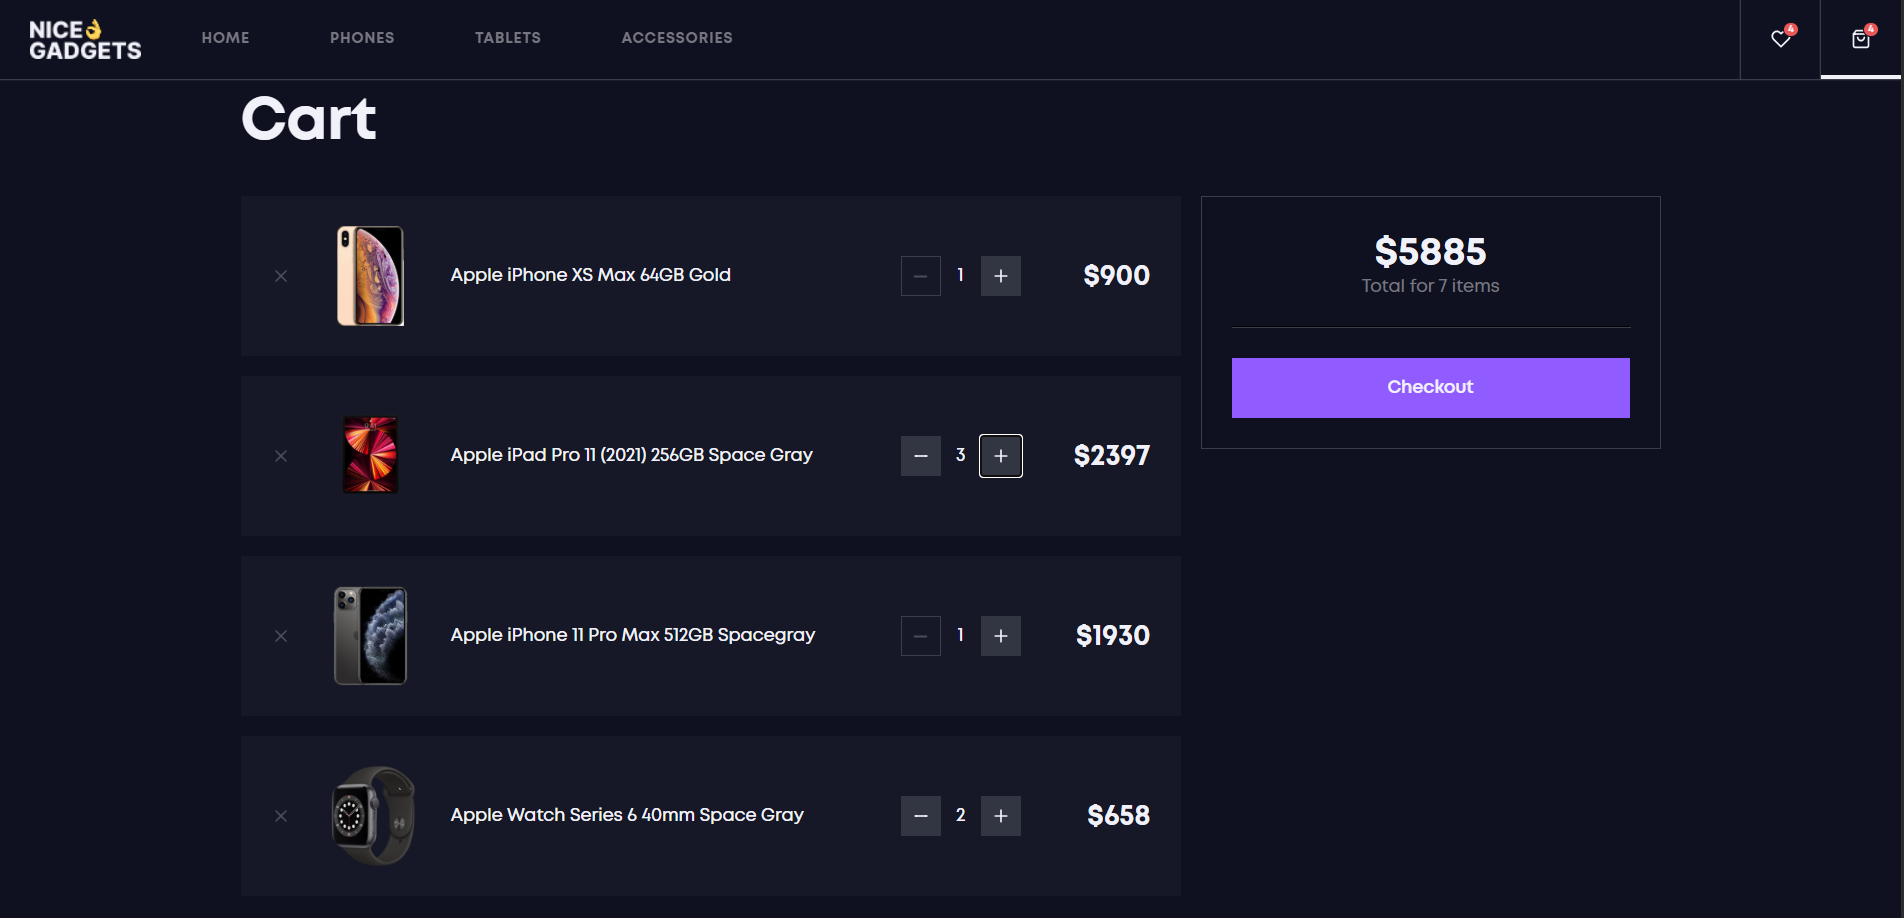 NICE👌
GADGETS
HOME
PHONES
TABLETS
ACCESSORIES
4
4
Cart
Apple iPhone XS Max 64GB Gold
1
$900
Apple iPad Pro 11 (2021) 256GB Space Gray
3
$2397
Apple iPhone 11 Pro Max 512GB Spacegray
1
$1930
Apple Watch Series 6 40mm Space Gray
2
$658
$5885
Total for 7 items
Checkout